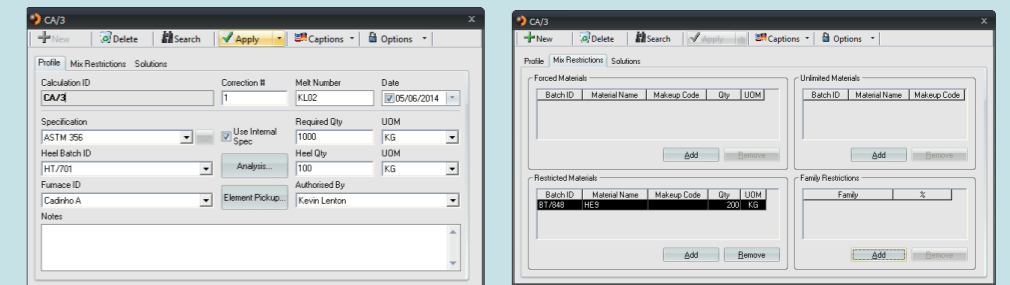 CA/3
New Delete Search Apply Captions Options
Profile Mix Restrictions Solutions
Calculation ID Correction # Melt Number Date
CA/3 1 KL02 05/06/2014
Specification Required Qty UOM
ASTM 356 Use Internal Spec 1000 KG
Heel Batch ID Heel Qty UOM
HT/701 Analysis... 100 KG
Furnace ID Authorised By
Cadinho A Element Pickup... Kevin Lenton
Notes
CA/3
New Delete Search Apply Captions Options
Profile Mix Restrictions Solutions
Forced Materials
Batch ID Material Name Makeup Code Qty UOM
Add Remove
Unlimited Materials
Batch ID Material Name Makeup Code
Add Remove
Restricted Materials
Batch ID Material Name Makeup Code Qty UOM
BT/848 HE9 200 KG
Add Remove
Family Restrictions
Family %
Add Remove